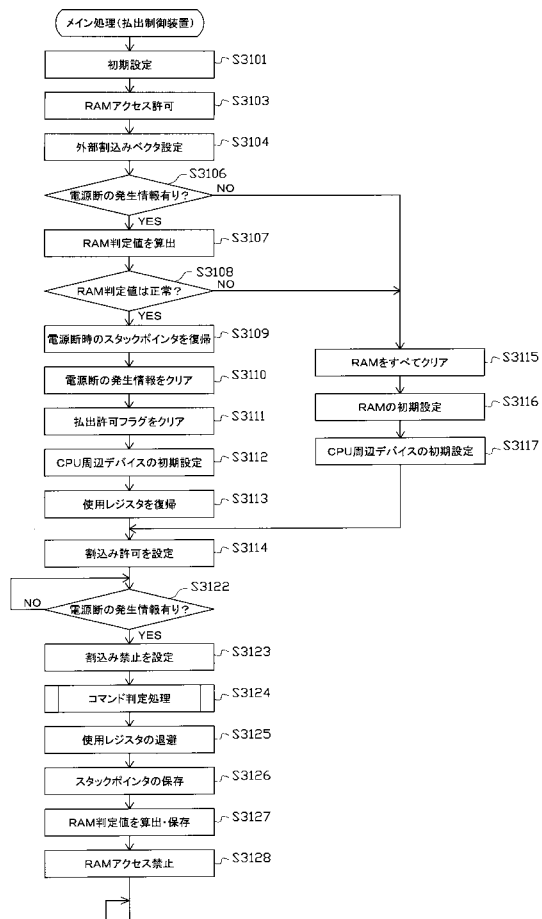 メイン処理(払出制御装置)
初期設定
S3101
RAMアクセス許可
S3103
外部割込みベクタ設定
S3104
電源断の発生情報有り?
S3106
NO
YES
RAM判定値を算出
S3107
RAM判定値は正常?
S3108
NO
YES
電源断時のスタックポインタを復帰
S3109
電源断の発生情報をクリア
S3110
払出許可フラグをクリア
S3111
CPU周辺デバイスの初期設定
S3112
使用レジスタを復帰
S3113
RAMをすべてクリア
S3115
RAMの初期設定
S3116
CPU周辺デバイスの初期設定
S3117
割込み許可を設定
S3114
電源断の発生情報有り?
S3122
NO
YES
割込み禁止を設定
S3123
コマンド判定処理
S3124
使用レジスタの退避
S3125
スタックポインタの保存
S3126
RAM判定値を算出・保存
S3127
RAMアクセス禁止
S3128